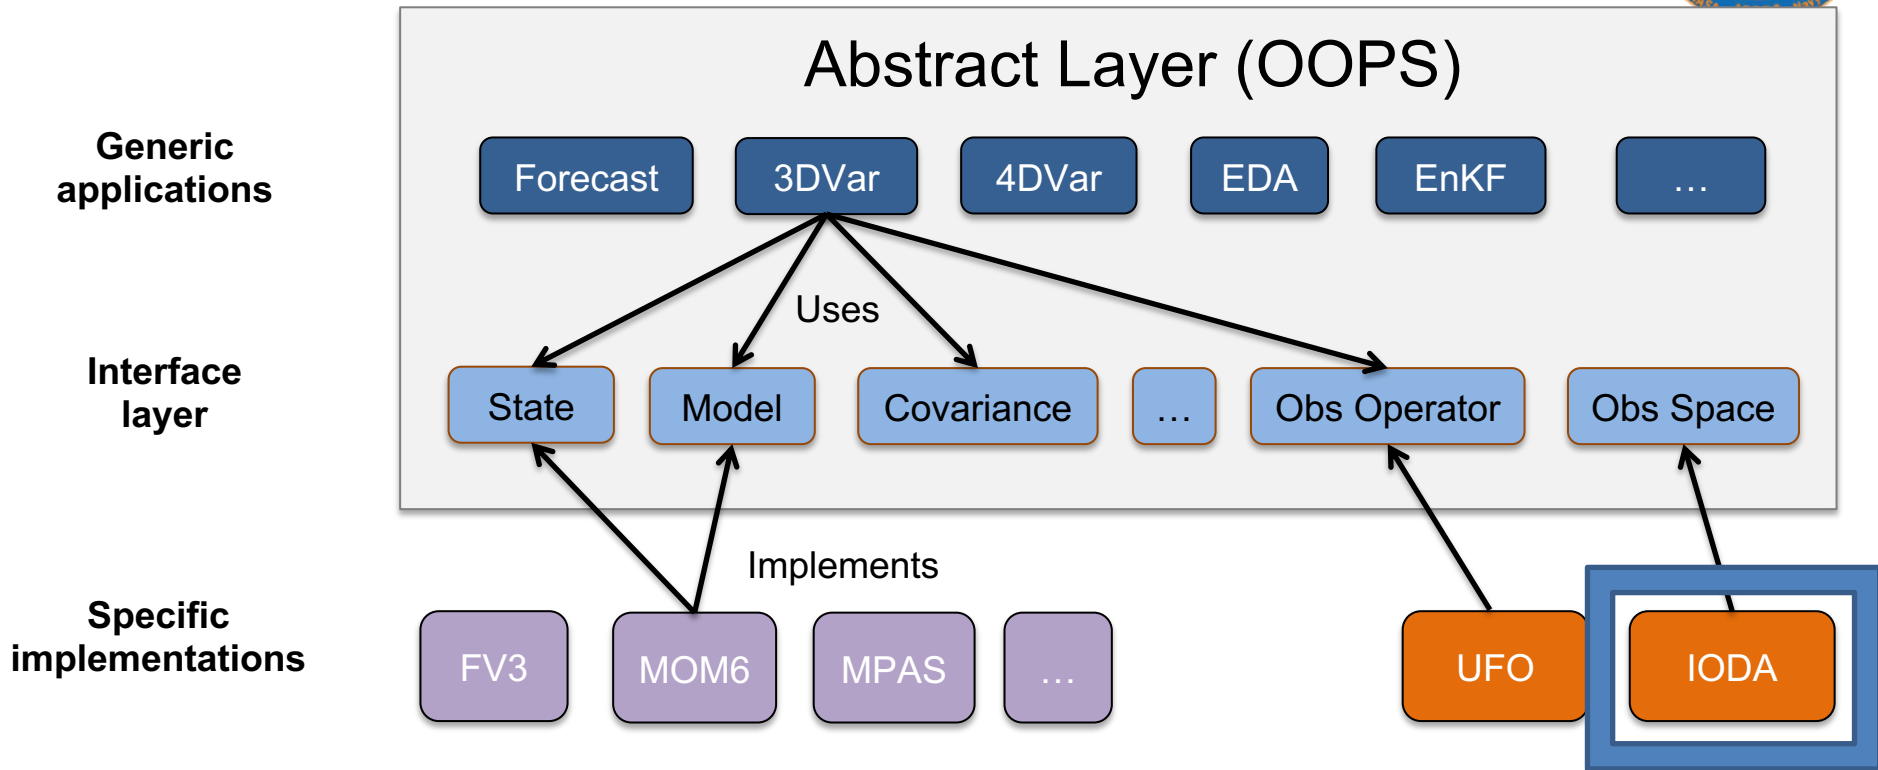 Abstract Layer (OOPS)
Generic
applications
Forecast
3DVar
4DVar
EDA
EnKF
…
Uses
Interface
layer
State
Model
Covariance
…
Obs Operator
Obs Space
Implements
Specific
implementations
FV3
MOM6
MPAS
…
UFO
IODA